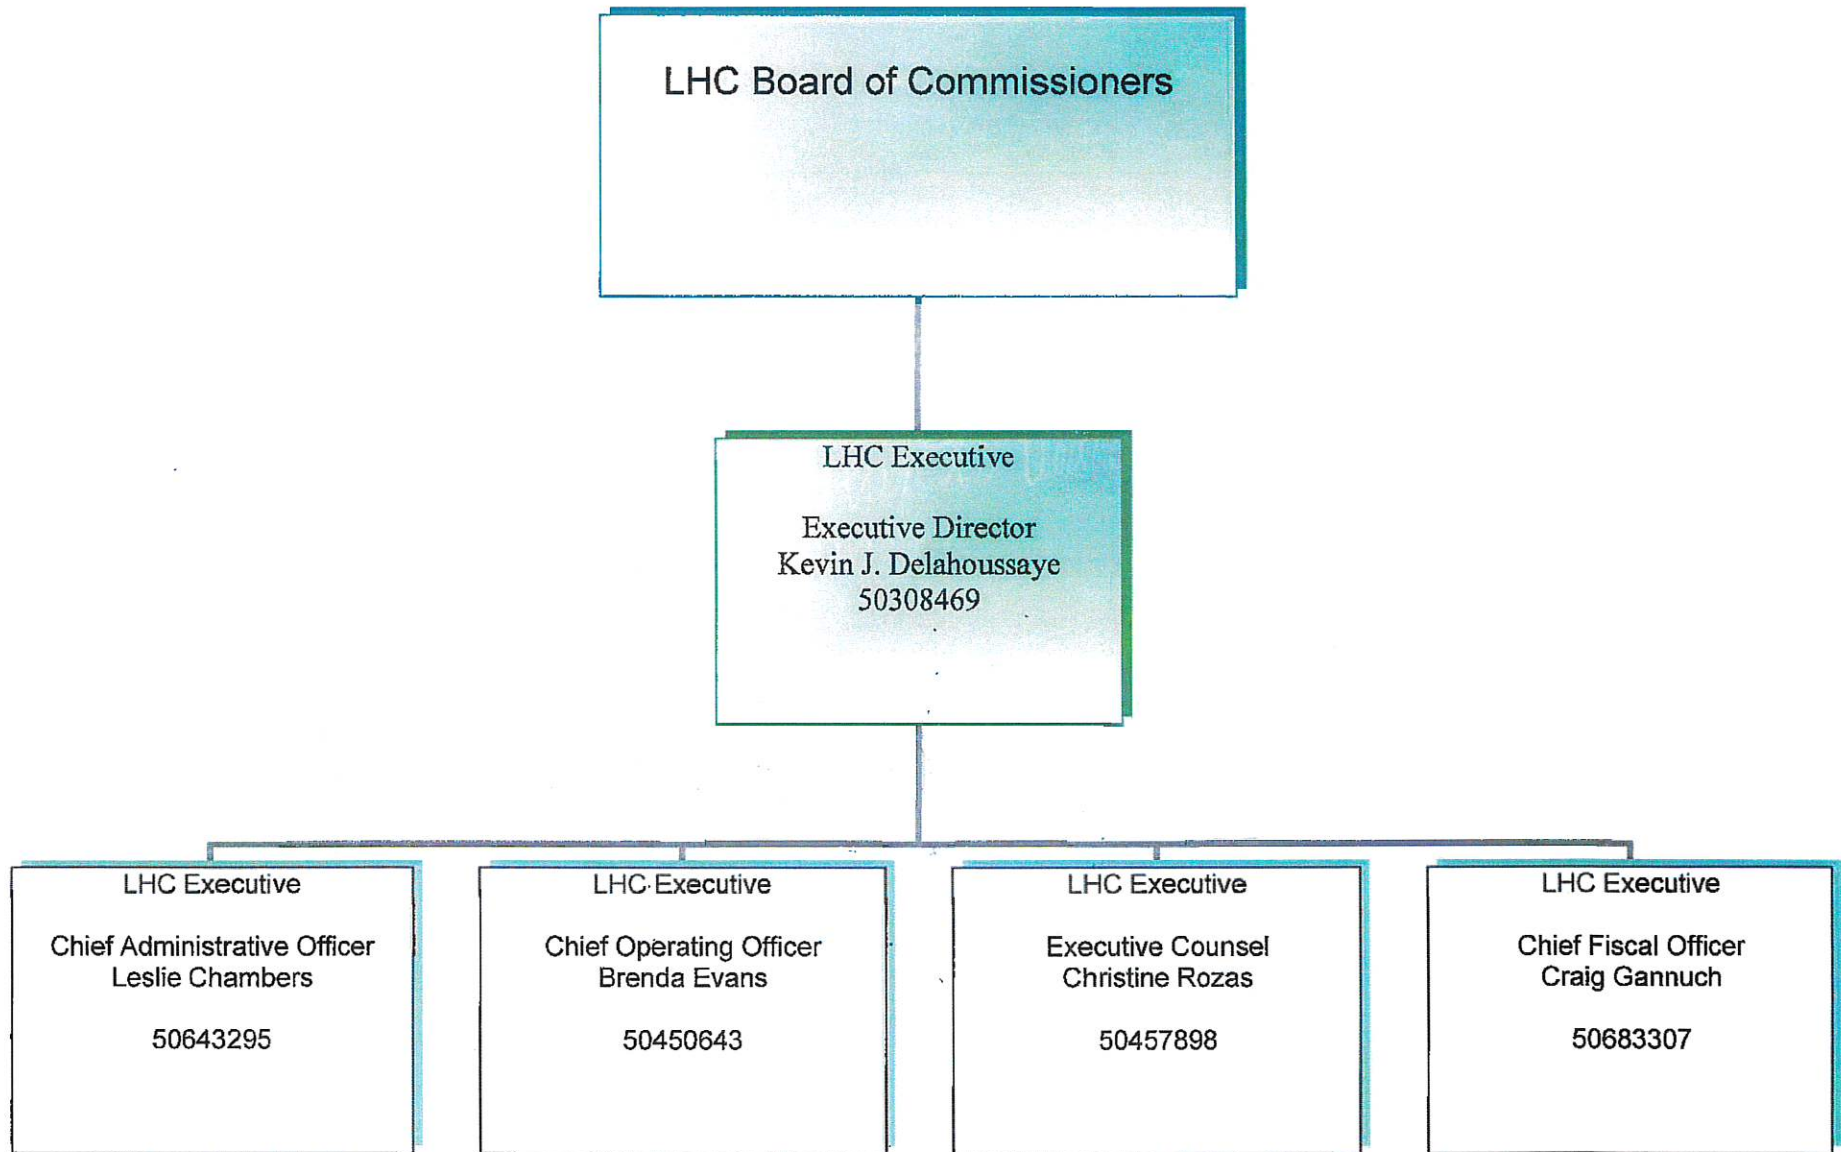 LHC Board of Commissioners
LHC Executive
Executive Director
Kevin J. Delahoussaye
50308469
LHC Executive
Chief Administrative Officer
Leslie Chambers
50643295
LHC Executive
Chief Operating Officer
Brenda Evans
50450643
LHC Executive
Executive Counsel
Christine Rozas
50457898
LHC Executive
Chief Fiscal Officer
Craig Gannuch
50683307